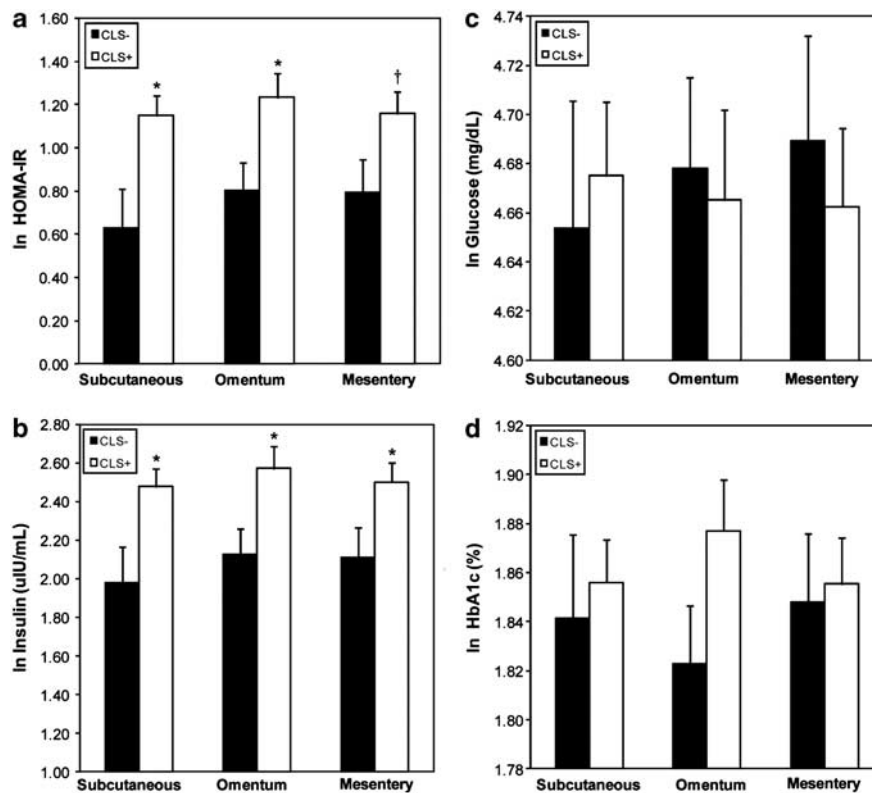 a
CLS-
CLS+
ln HOMA-IR
1.60
1.40
1.20
1.00
0.80
0.60
0.40
0.20
0.00
* * †
Subcutaneous Omentum Mesentery
c
CLS-
CLS+
ln Glucose (mg/dL)
4.74
4.70
4.66
4.64
4.62
4.60
Subcutaneous Omentum Mesentery
b
CLS-
CLS+
ln Insulin (uIU/mL)
2.80
2.60
2.40
2.20
2.00
1.80
1.60
1.40
1.20
1.00
* * *
Subcutaneous Omentum Mesentery
d
CLS-
CLS+
ln HbA1c (%)
1.92
1.90
1.88
1.86
1.84
1.82
1.80
1.78
Subcutaneous Omentum Mesentery